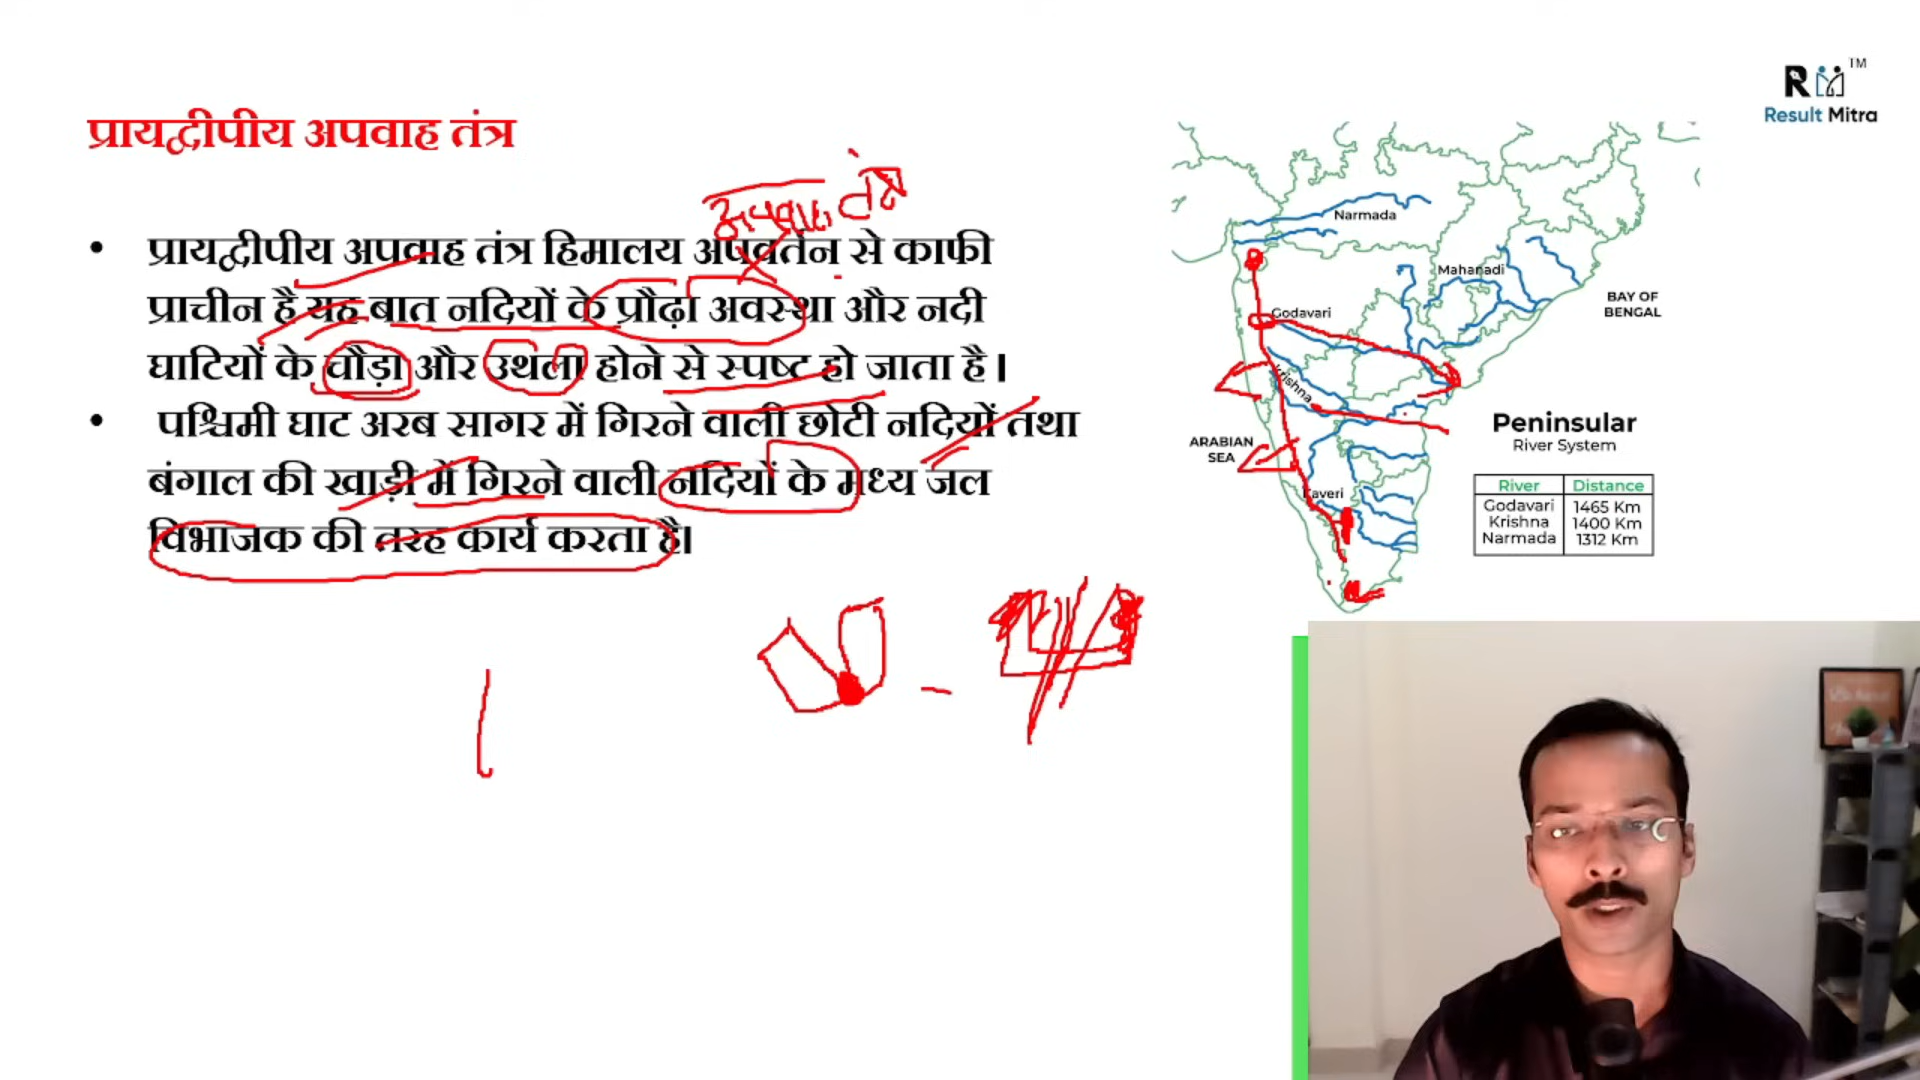 प्रायद्वीपीय अपवाह तंत्र
अपवाह तंत्र
• प्रायद्वीपीय अपवाह तंत्र हिमालय अपवर्तन से काफी
प्राचीन है यह बात नदियों के प्रौढ़ा अवस्था और नदी
घाटियों के चौड़ा और उथला होने से स्पष्ट हो जाता है।
• पश्चिमी घाट अरब सागर में गिरने वाली छोटी नदियों तथा
बंगाल की खाड़ी में गिरने वाली नदियों के मध्य जल
विभाजक की तरह कार्य करता है।
R TM
Result Mitra
Narmada
Mahanadi
BAY OF
BENGAL
Godavari
Krishna
ARABIAN
SEA
Kaveri
Peninsular
River System
River Distance
Godavari 1465 Km
Krishna 1400 Km
Narmada 1312 Km